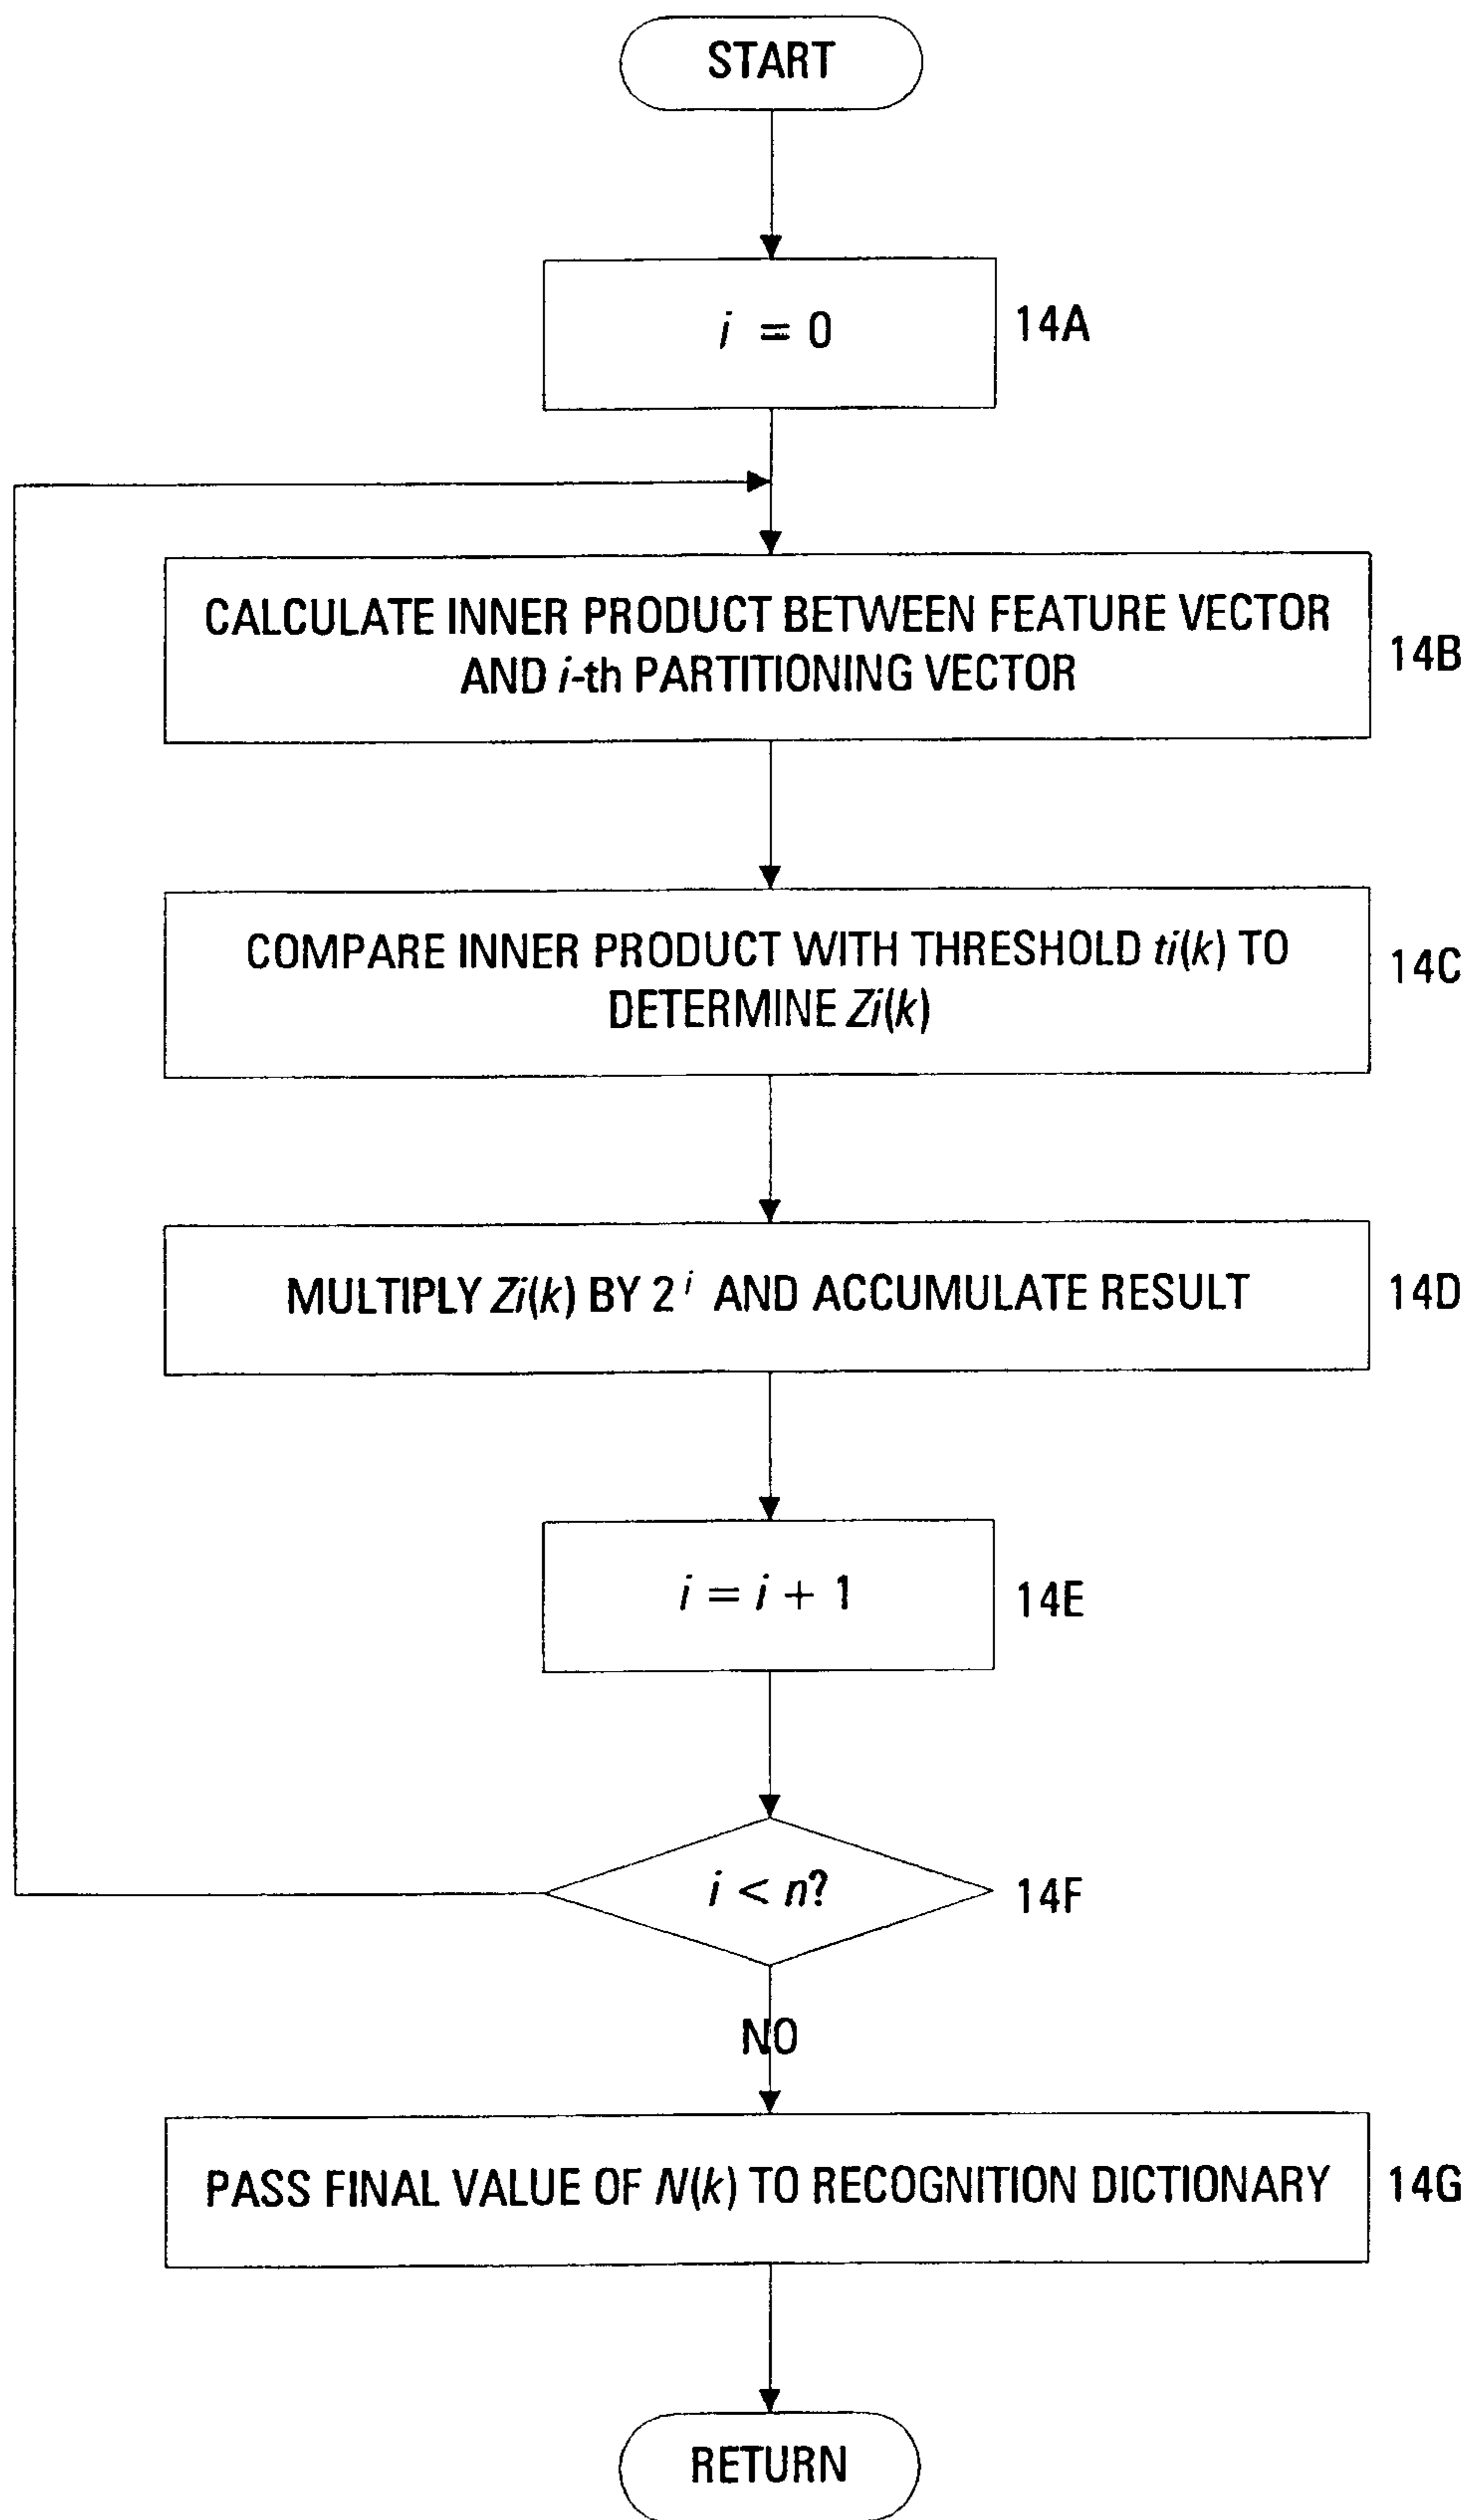 START
i = 0
14A
CALCULATE INNER PRODUCT BETWEEN FEATURE VECTOR
AND i-th PARTITIONING VECTOR
14B
COMPARE INNER PRODUCT WITH THRESHOLD ti(k) TO
DETERMINE Zi(k)
14C
MULTIPLY Zi(k) BY 2^i AND ACCUMULATE RESULT
14D
i = i + 1
14E
i < n?
14F
NO
PASS FINAL VALUE OF N(k) TO RECOGNITION DICTIONARY
14G
RETURN